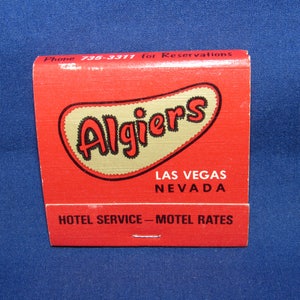 Phone 735-3311 for Reservations
Algiers
LAS VEGAS
NEVADA
HOTEL SERVICE – MOTEL RATES